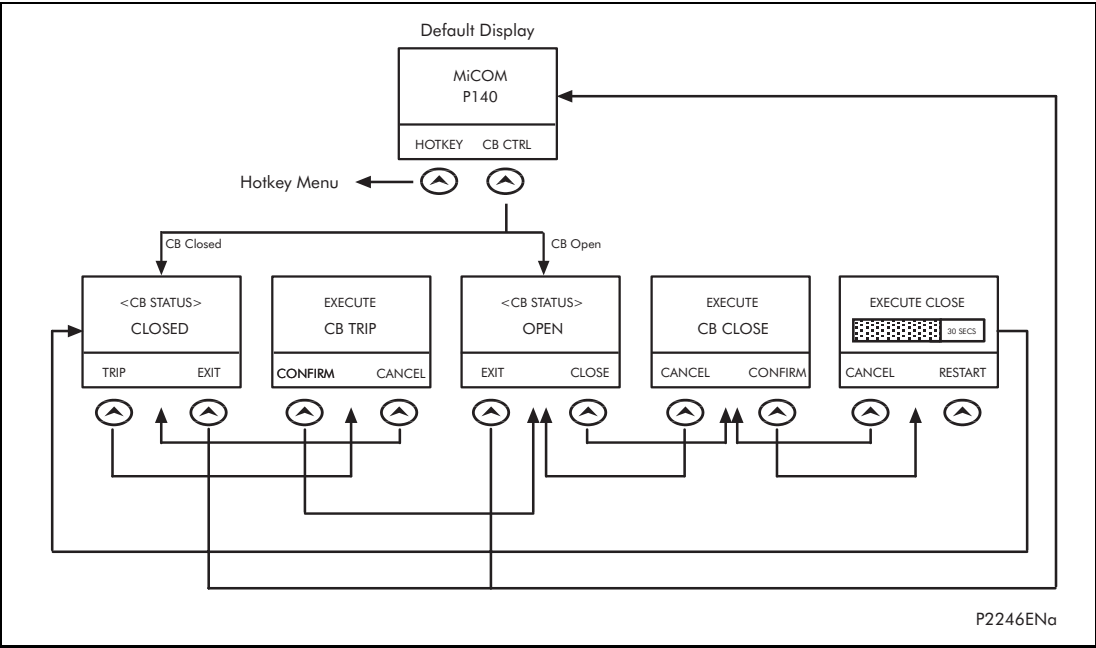 Default Display
MiCOM
P140
HOTKEY CB CTRL
Hotkey Menu
CB Closed CB Open
<CB STATUS> EXECUTE <CB STATUS> EXECUTE EXECUTE CLOSE
CLOSED CB TRIP OPEN CB CLOSE 30 SECS
TRIP EXIT CONFIRM CANCEL EXIT CLOSE CANCEL CONFIRM CANCEL RESTART
P2246ENa